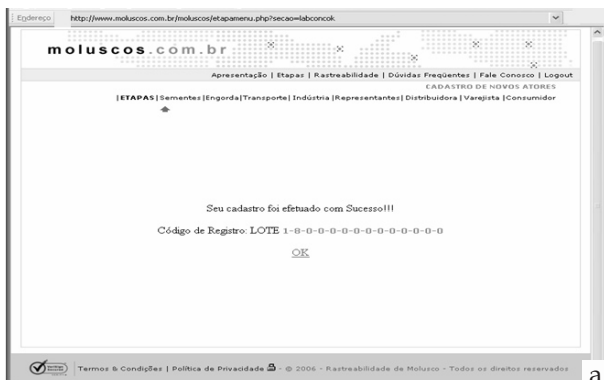 Endereço http://www.moluscos.com.br/moluscos/etapamenu.php?secao=labconcok
moluscos.com.br
Apresentação | Etapas | Rastreabilidade | Dúvidas Freqüentes | Fale Conosco | Logout
CADASTRO DE NOVOS ATORES
|ETAPAS|Sementes|Engorda|Transporte| Indústria |Representantes| Distribuidora | Varejista |Consumidor
Seu cadastro foi efetuado com Sucesso!!!
Código de Registro: LOTE 1-8-0-0-0-0-0-0-0-0-0-0-0-0
OK
Termos & Condições | Política de Privacidade - © 2006 - Rastreabilidade de Molusco - Todos os direitos reservados
a